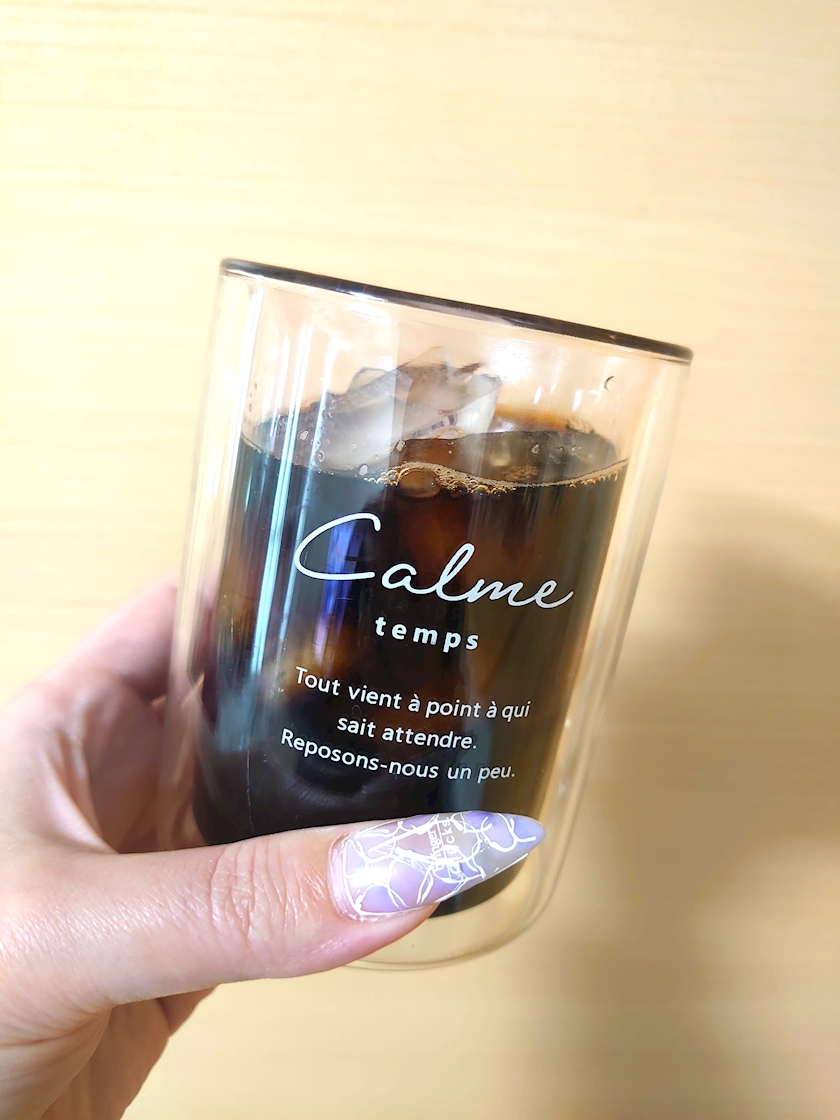 Calme
temps
Tout vient à point à qui
sait attendre.
Reposons-nous un peu.